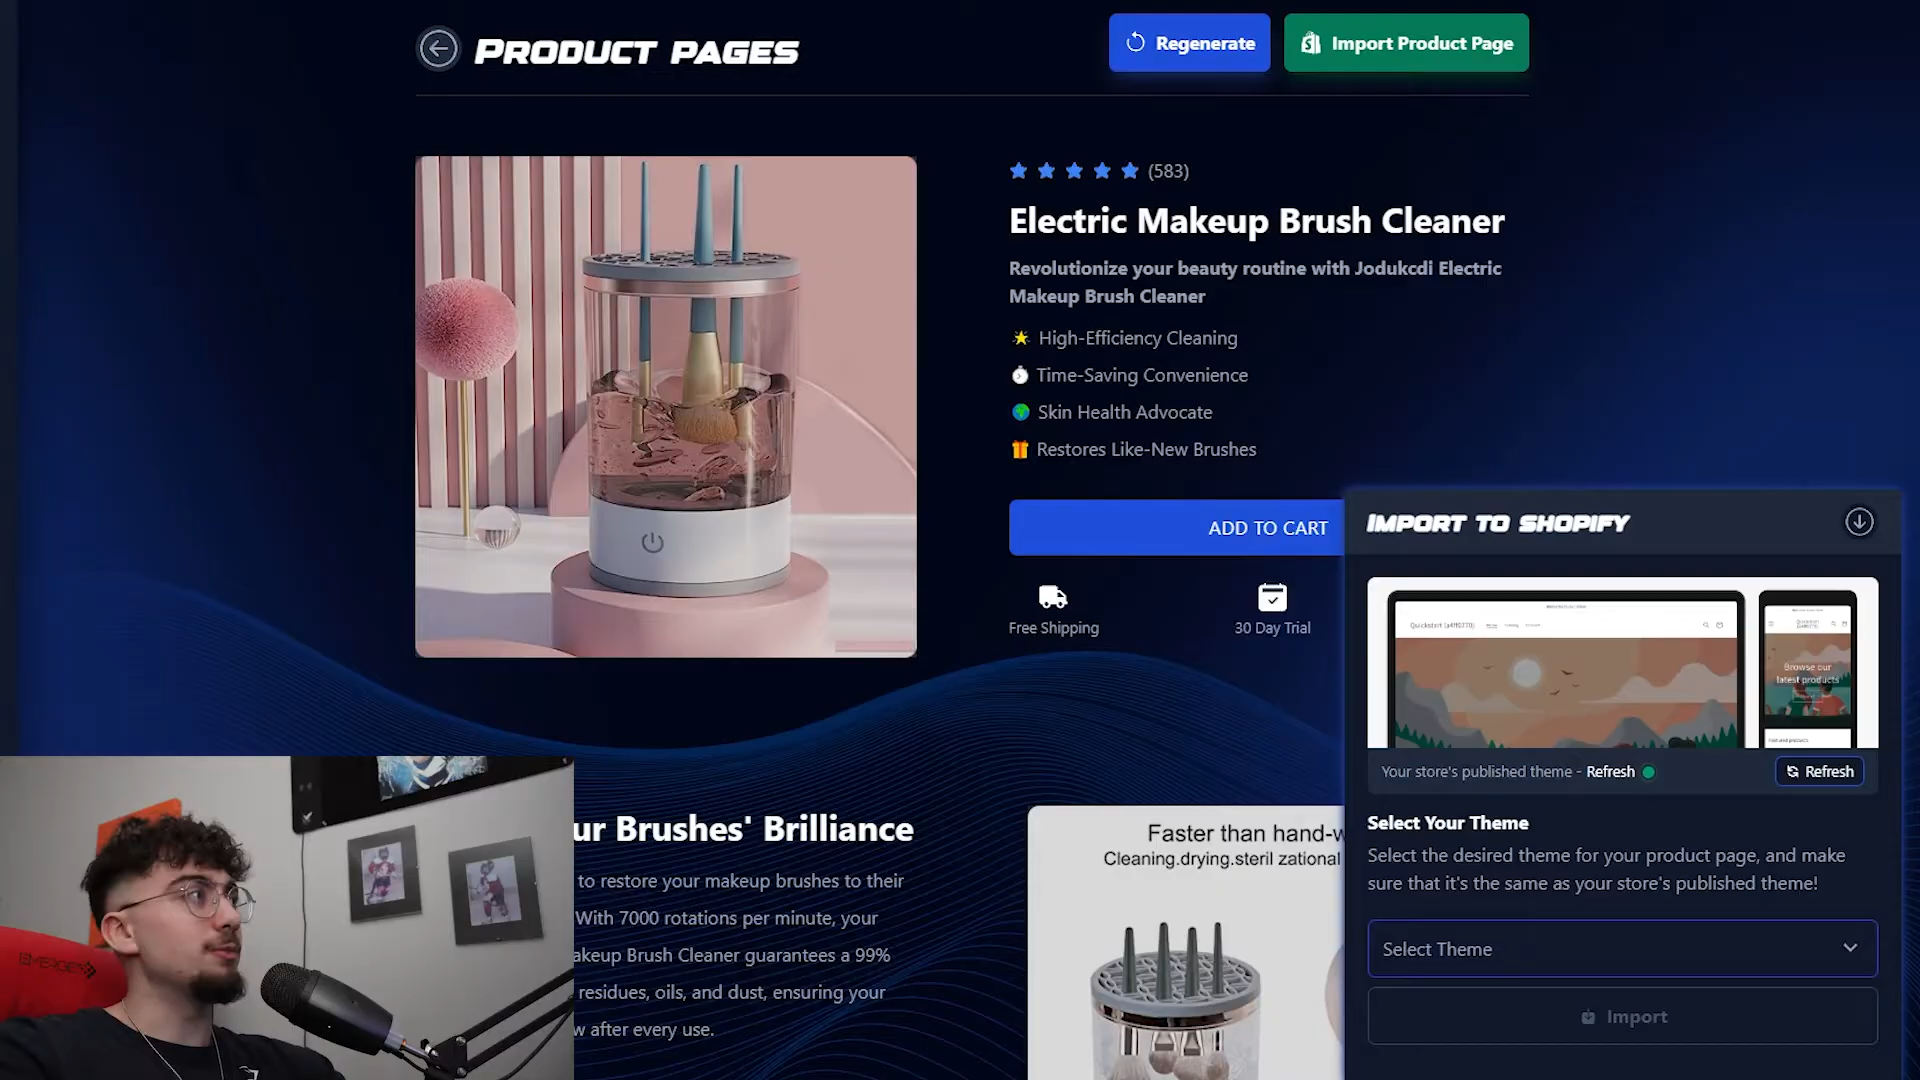 PRODUCT PAGES
Regenerate
Import Product Page
(583)
Electric Makeup Brush Cleaner
Revolutionize your beauty routine with Jodukcdi Electric
Makeup Brush Cleaner
High-Efficiency Cleaning
Time-Saving Convenience
Skin Health Advocate
Restores Like-New Brushes
ADD TO CART
Free Shipping
30 Day Trial
ur Brushes' Brilliance
to restore your makeup brushes to their
With 7000 rotations per minute, your
akeup Brush Cleaner guarantees a 99%
residues, oils, and dust, ensuring your
w after every use.
Faster than hand-w
Cleaning.drying.steril zational
IMPORT TO SHOPIFY
Browse our
latest products
Your store's published theme - Refresh
Refresh
Select Your Theme
Select the desired theme for your product page, and make
sure that it's the same as your store's published theme!
Select Theme
Import